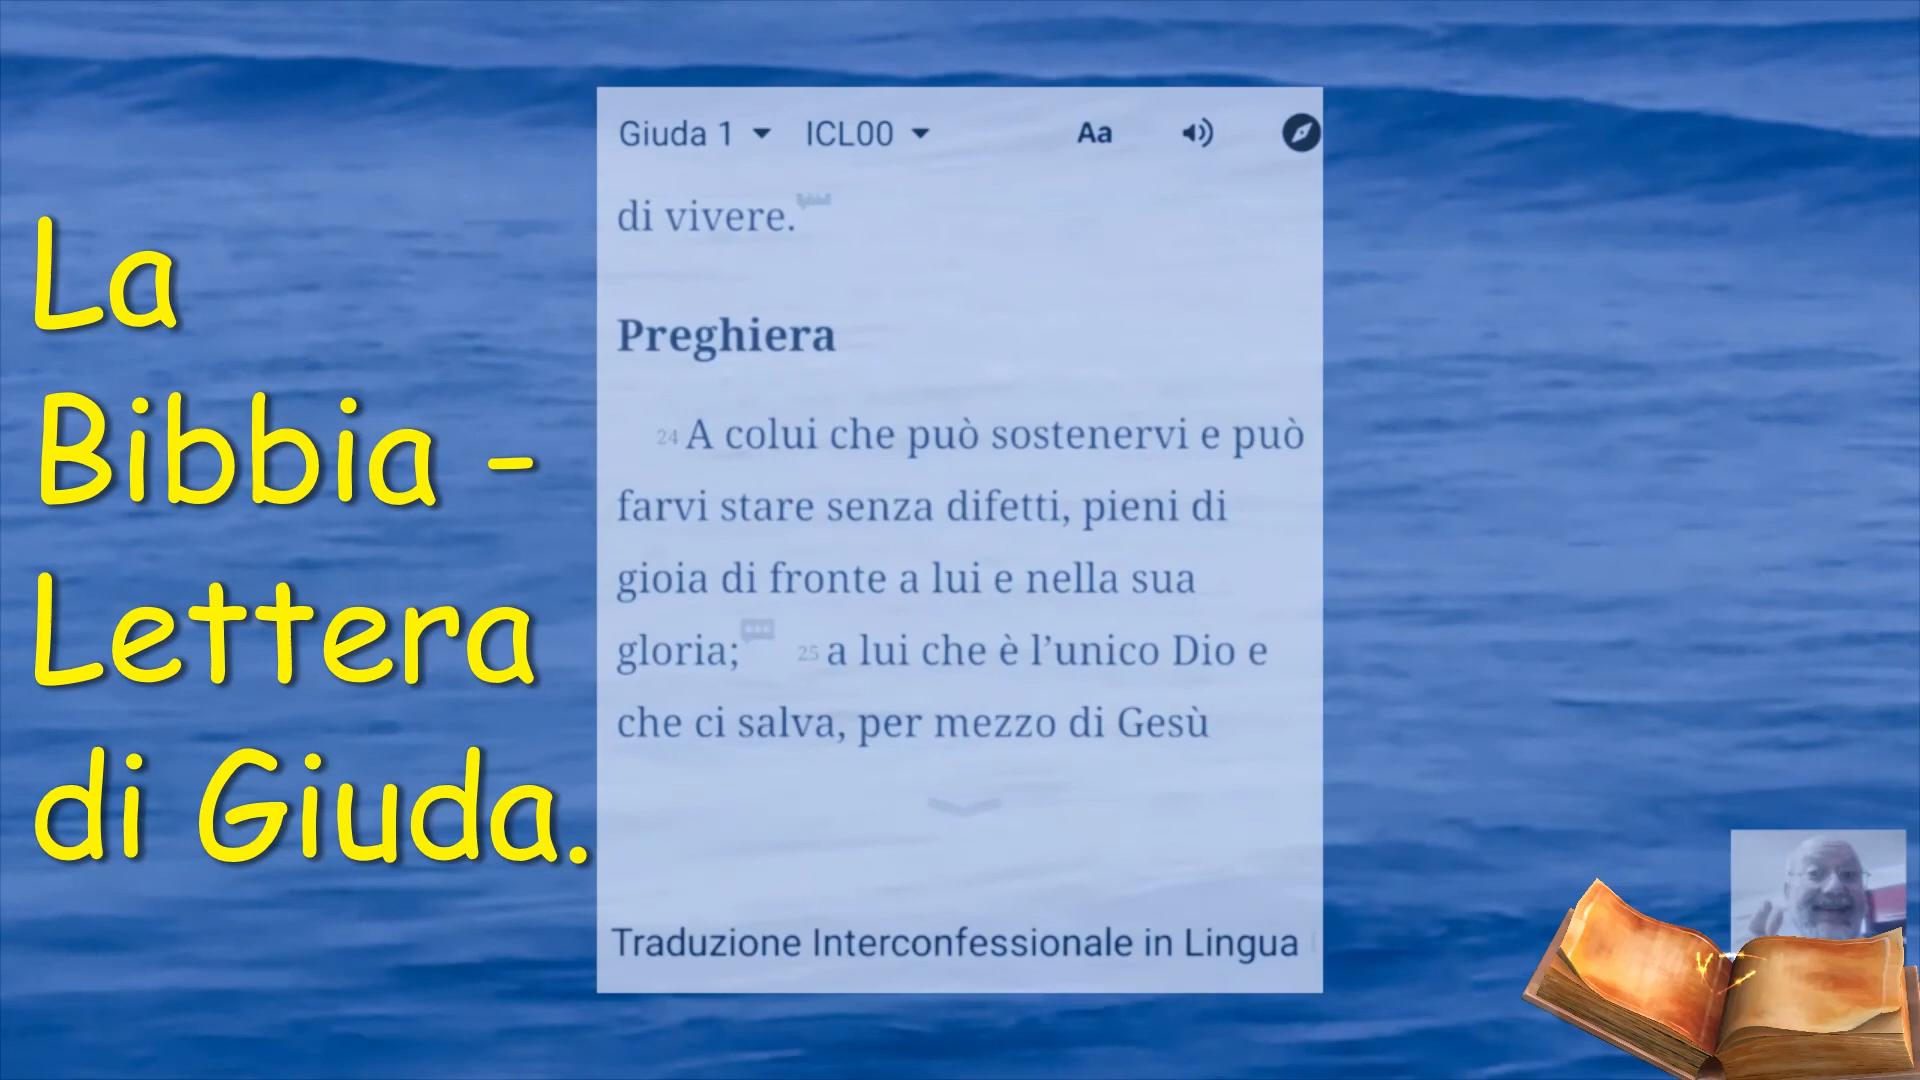 La
Bibbia -
Lettera
di Giuda.
Giuda 1 ICL00 Aa
di vivere.
Preghiera
24 A colui che può sostenervi e può
farvi stare senza difetti, pieni di
gioia di fronte a lui e nella sua
gloria; 25 a lui che è l’unico Dio e
che ci salva, per mezzo di Gesù
Traduzione Interconfessionale in Lingua